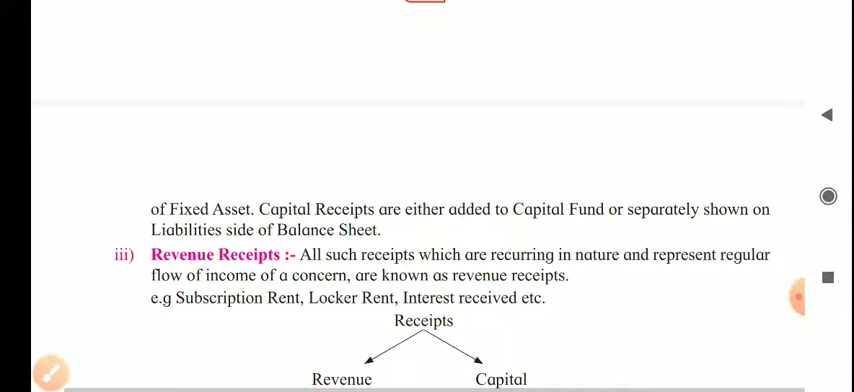 of Fixed Asset. Capital Receipts are either added to Capital Fund or separately shown on
Liabilities side of Balance Sheet.
iii) Revenue Receipts :- All such receipts which are recurring in nature and represent regular
flow of income of a concern, are known as revenue receipts.
e.g Subscription Rent, Locker Rent, Interest received etc.
Receipts
Revenue Capital